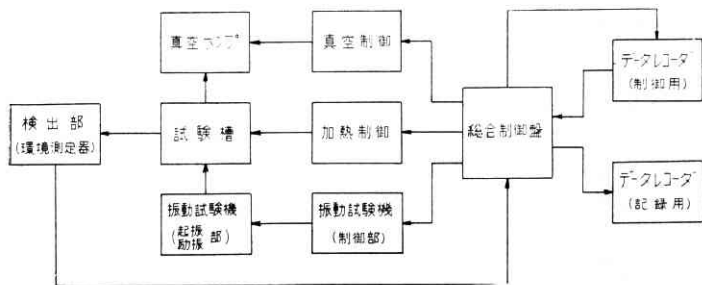 真空ポンプ
真空制御
データレコーダ
(制御用)
検出部
(環境測定器)
試験槽
加熱制御
総合制御盤
振動試験機
(起振
励振 部)
振動試験機
(制御部)
データレコーダ
(記録用)